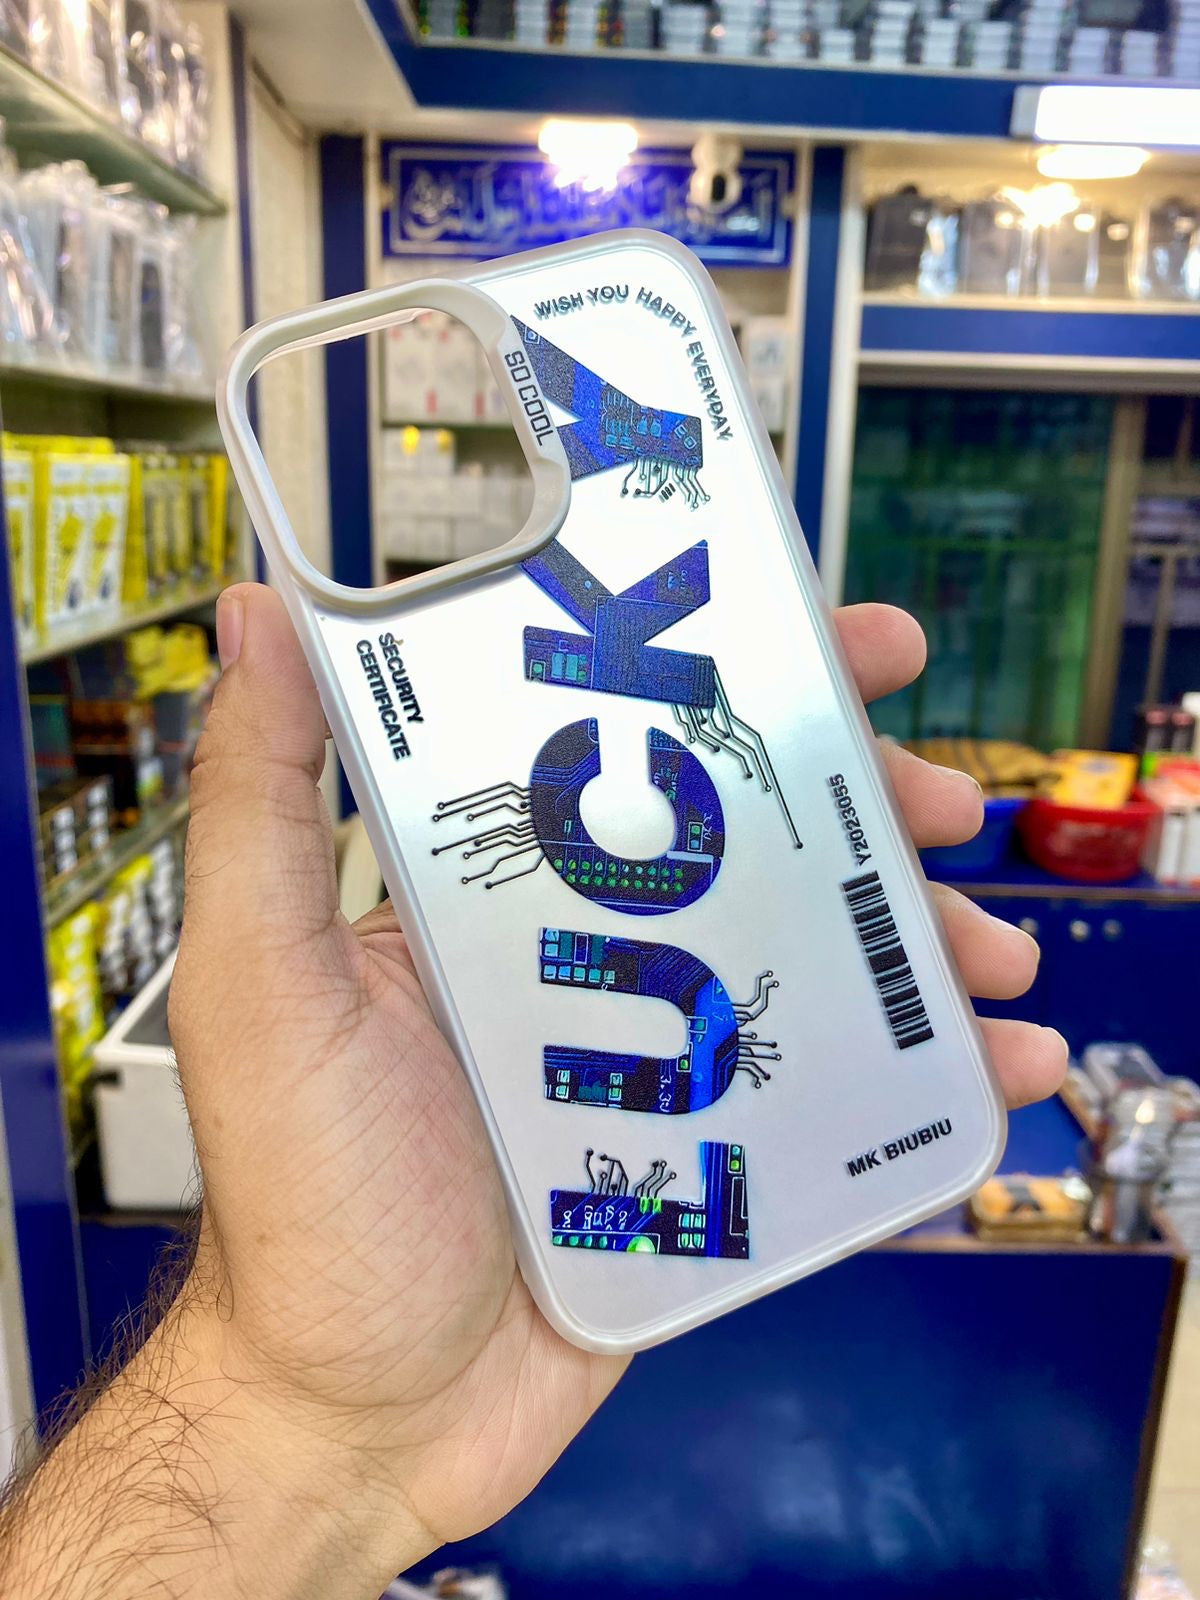 WISH YOU HAPPY EVERYDAY
SO COOL
LUCKY
SECURITY
CERTIFICATE
Y2023055
MK BIUBIU